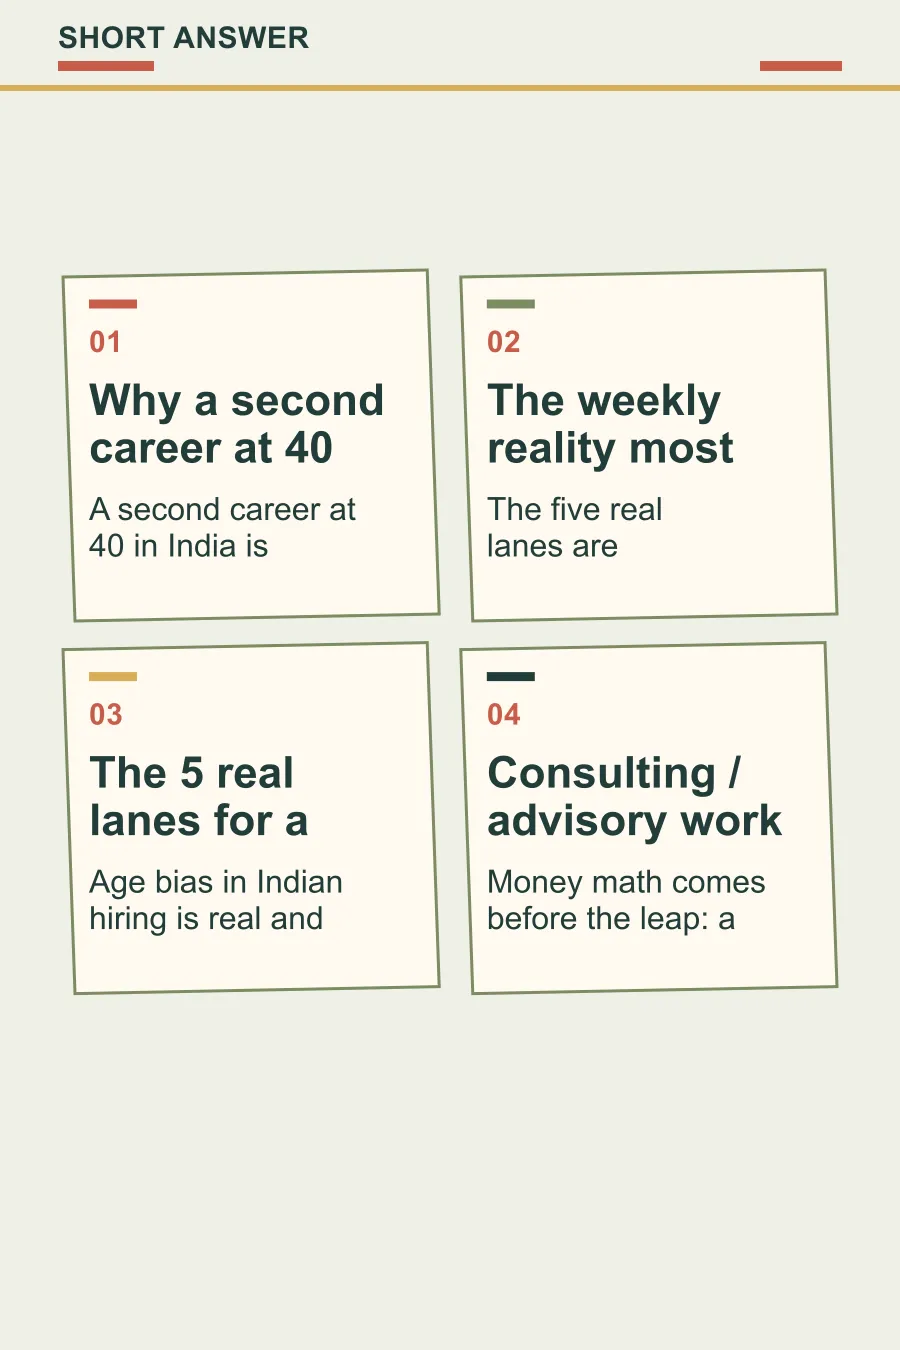 SHORT ANSWER
01
Why a second
career at 40
A second career at
40 in India is
02
The weekly
reality most
The five real
lanes are
03
The 5 real
lanes for a
Age bias in Indian
hiring is real and
04
Consulting /
advisory work
Money math comes
before the leap: a